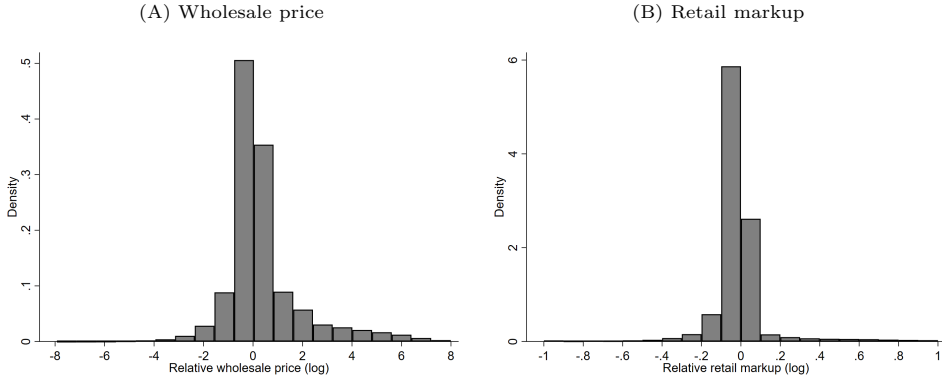 (A) Wholesale price
Density
0 .1 .2 .3 .4 .5
-8 -6 -4 -2 0 2 4 6 8
Relative wholesale price (log)
(B) Retail markup
Density
0 2 4 6
-1 -.8 -.6 -.4 -.2 0 .2 .4 .6 .8 1
Relative retail markup (log)